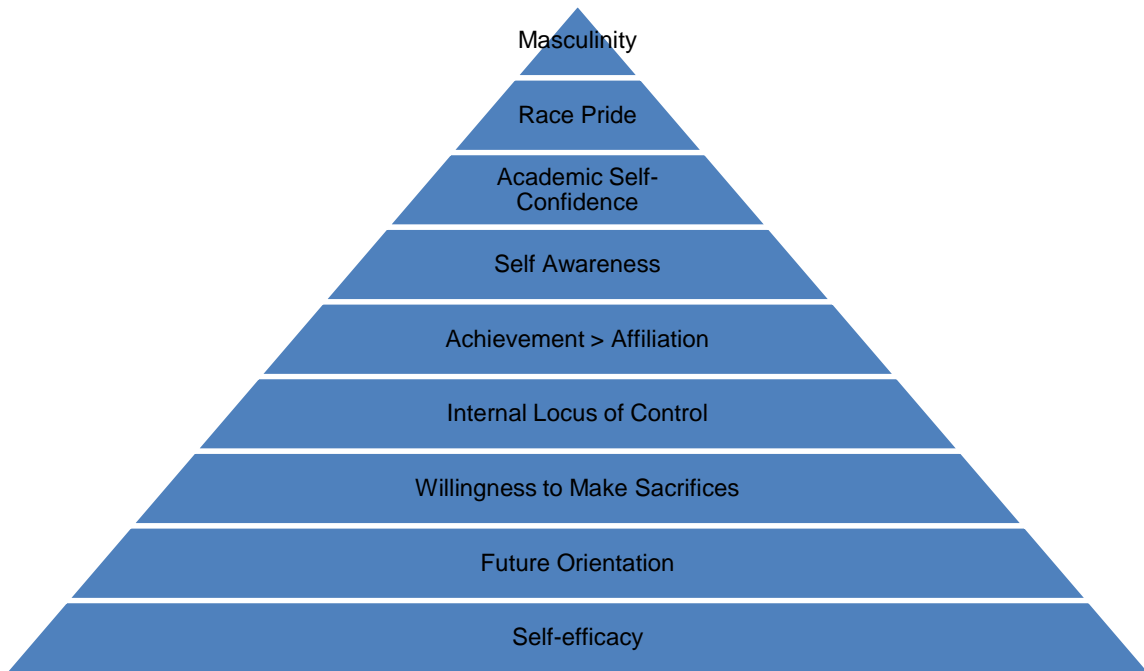 Masculinity
Race Pride
Academic Self-
Confidence
Self Awareness
Achievement > Affiliation
Internal Locus of Control
Willingness to Make Sacrifices
Future Orientation
Self-efficacy